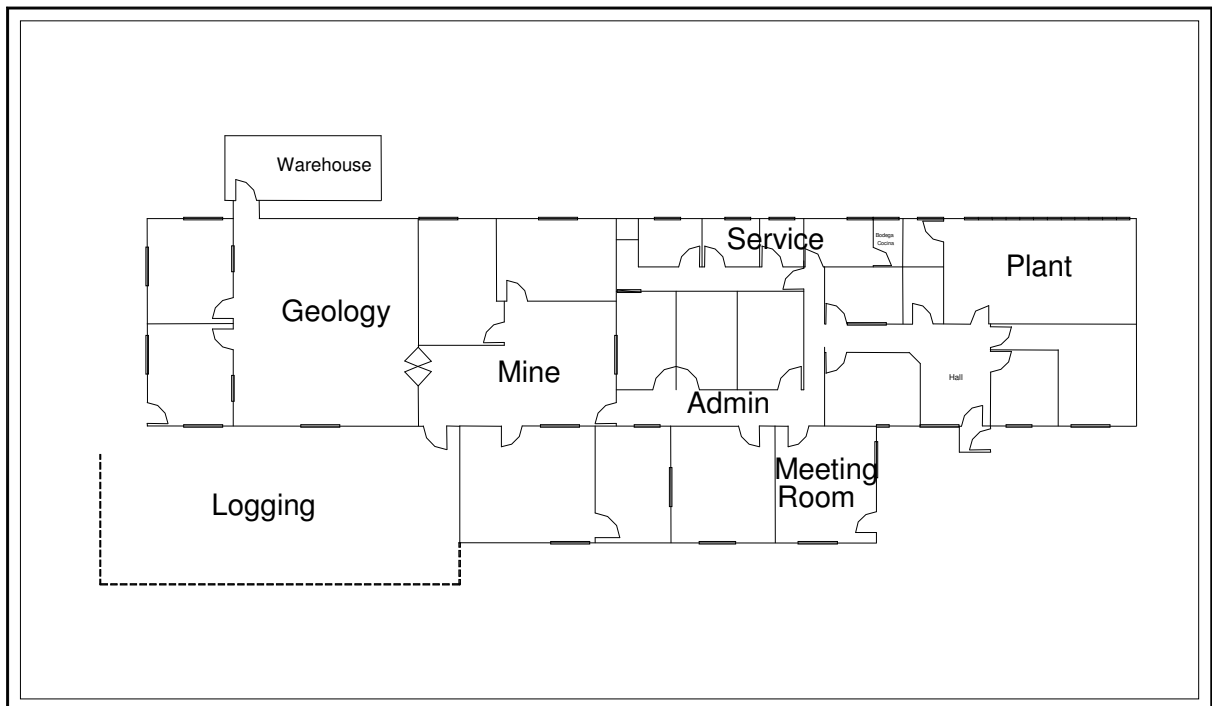 Warehouse
Service
Bodega
Cocina
Plant
Geology
Mine
Hall
Admin
Meeting
Room
Logging